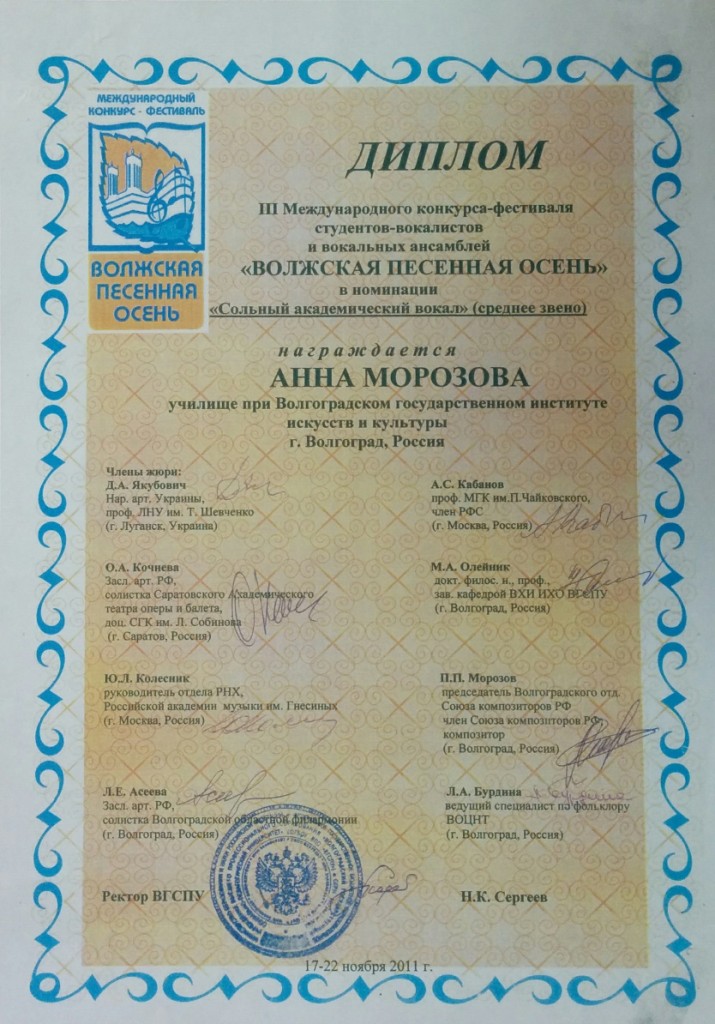 МЕЖДУНАРОДНЫЙ
КОНКУРС - ФЕСТИВАЛЬ
ВОЛЖСКАЯ
ПЕСЕННАЯ
ОСЕНЬ
ДИПЛОМ
III Международного конкурса-фестиваля
студентов-вокалистов
и вокальных ансамблей
«ВОЛЖСКАЯ ПЕСЕННАЯ ОСЕНЬ»
в номинации
«Сольный академический вокал» (среднее звено)
награждается
АННА МОРОЗОВА
училище при Волгоградском государственном институте
искусств и культуры
г. Волгоград, Россия
Члены жюри:
Д.А. Якубович
Нар. арт. Украины,
проф. ЛНУ им. Т. Шевченко
(г. Луганск, Украина)
А.С. Кабанов
проф. МГК им.П.Чайковского,
член РФС
(г. Москва, Россия)
О.А. Кочнева
Засл. арт. РФ,
солистка Саратовского Академического
театра оперы и балета,
доц. СГК им. Л. Собинова
(г. Саратов, Россия)
М.А. Олейник
докт. филос. н., проф.,
зав. кафедрой ВХИ ИХО ВГСПУ
(г. Волгоград, Россия)
Ю.Л. Колесник
руководитель отдела РНХ,
Российской академии музыки им. Гнесиных
(г. Москва, Россия)
П.П. Морозов
председатель Волгоградского отд.
Союза композиторов РФ
член Союза композиторов РФ,
композитор
(г. Волгоград, Россия)
Л.Е. Асеева
Засл. арт. РФ,
солистка Волгоградской областной филармонии
(г. Волгоград, Россия)
Л.А. Бурдина
ведущий специалист по фольклору
ВОЦНТ
(г. Волгоград, Россия)
Ректор ВГСПУ
Н.К. Сергеев
17-22 ноября 2011 г.